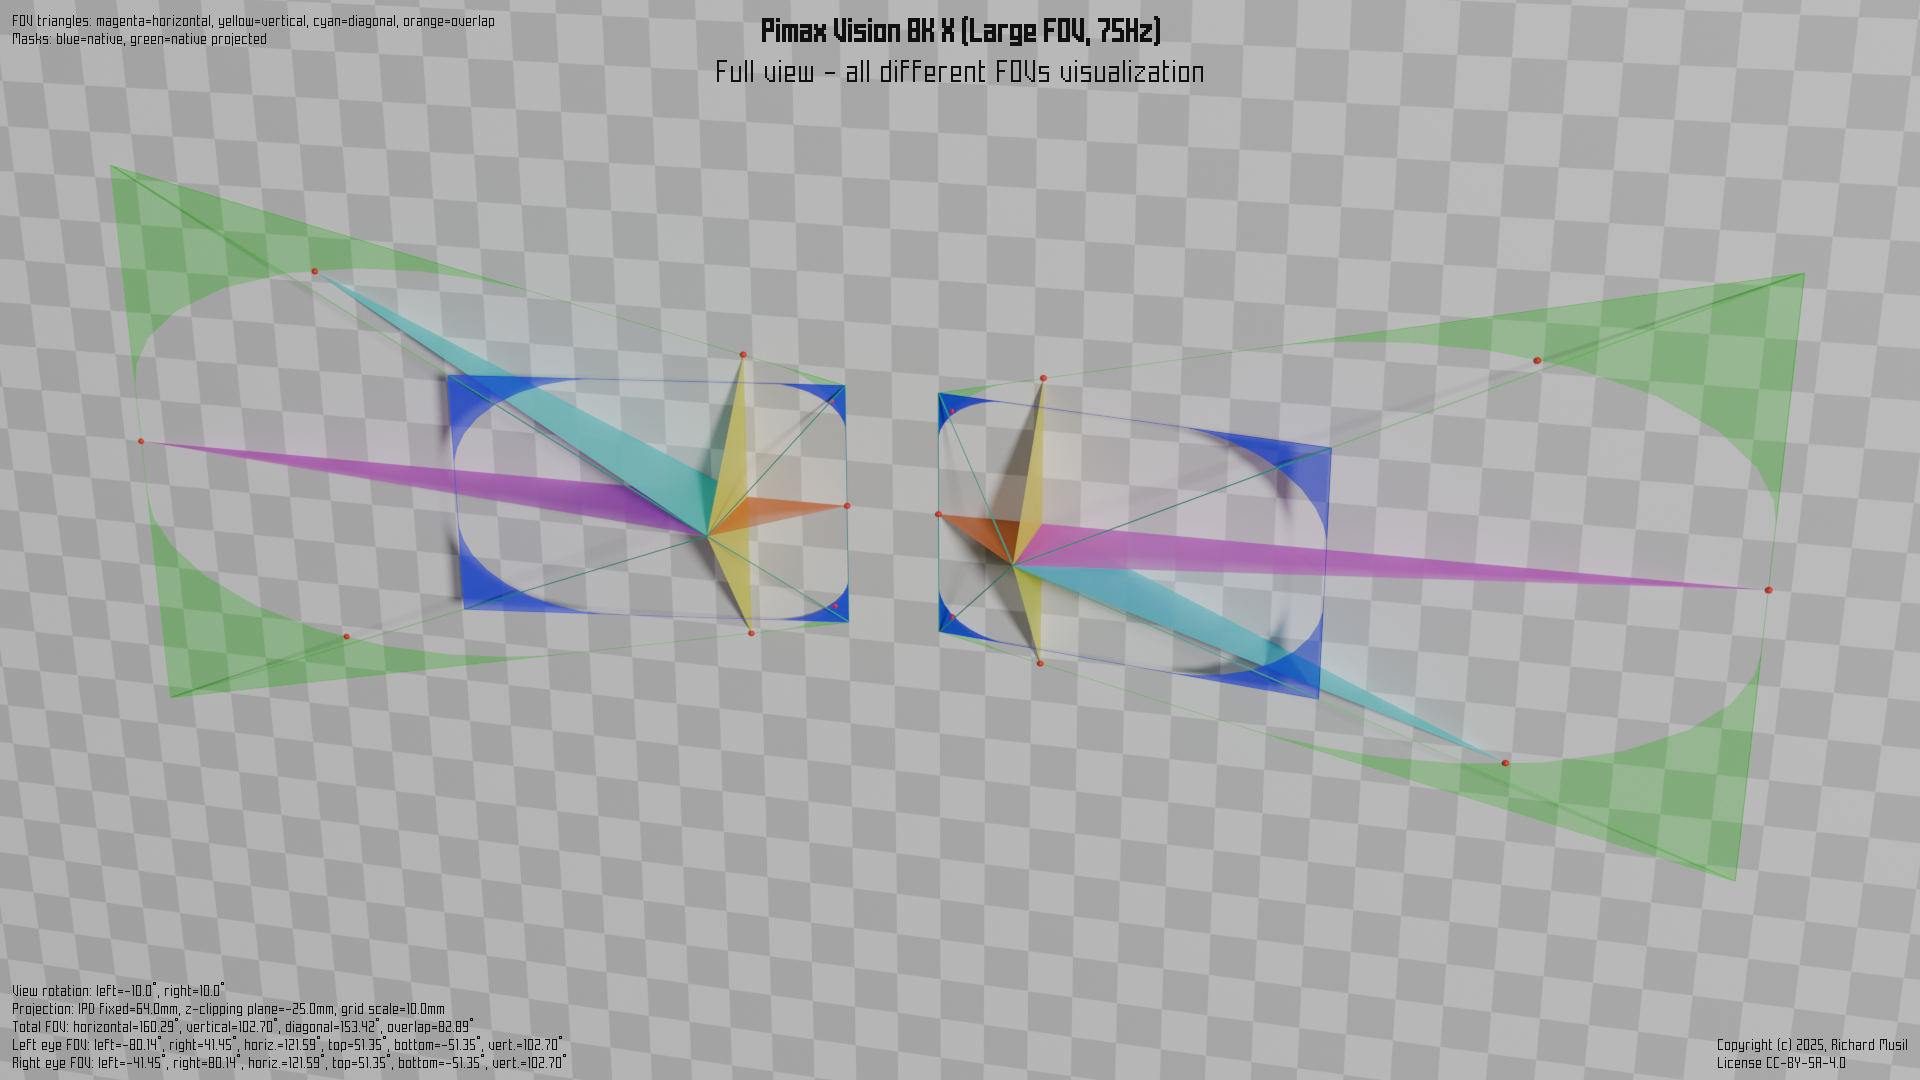 FOV triangles: magenta=horizontal, yellow=vertical, cyan=diagonal, orange=overlap
Masks: blue=native, green=native projected
Pimax Vision 8K X (Large FOV, 75Hz)
Full view - all different FOVs visualization
View rotation: left=-10.0°, right=10.0°
Projection: IPD fixed=64.0mm, z-clipping plane=-25.0mm, grid scale=10.0mm
Total FOV: horizontal=160.29°, vertical=102.70°, diagonal=153.42°, overlap=82.89°
Left eye FOV: left=-80.14°, right=41.45°, horiz.=121.59°, top=51.35°, bottom=-51.35°, vert.=102.70°
Right eye FOV: left=-41.45°, right=80.14°, horiz.=121.59°, top=51.35°, bottom=-51.35°, vert.=102.70°
Copyright (c) 2025, Richard Musil
License CC-BY-SA-4.0